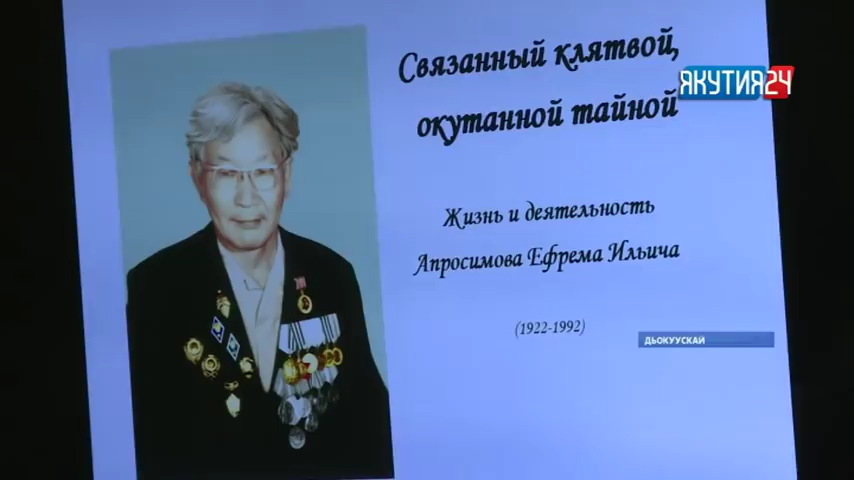 Связанный клятвой,
окутанной тайной
ЯКУТИЯ24
Жизнь и деятельность
Апросимова Ефрема Ильича
(1922-1992)
ДЬОКУУСКАЙ